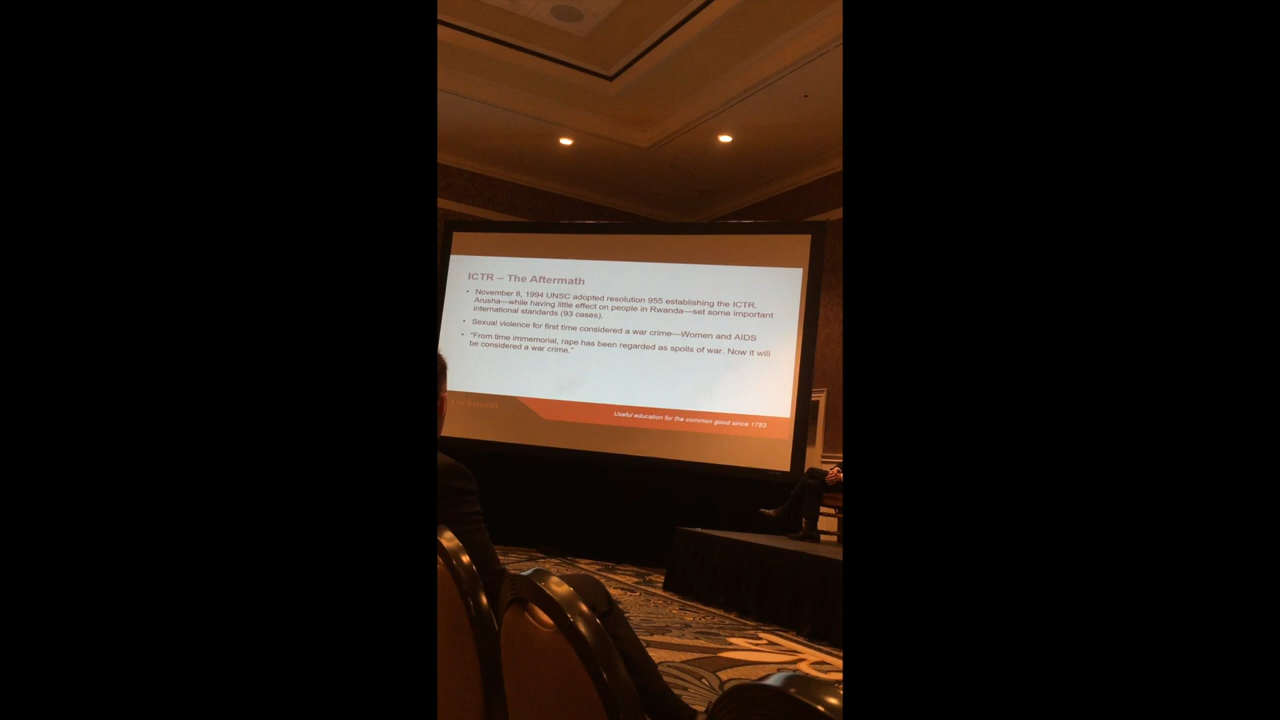 ICTR – The Aftermath
• November 8, 1994 UNSC adopted resolution 955 establishing the ICTR,
Arusha—while having little effect on people in Rwanda—set some important
international standards (93 cases).
• Sexual violence for first time considered a war crime—Women and AIDS
• "From time immemorial, rape has been regarded as spoils of war. Now it will
be considered a war crime."
Dickinson
Useful education for the common good since 1783